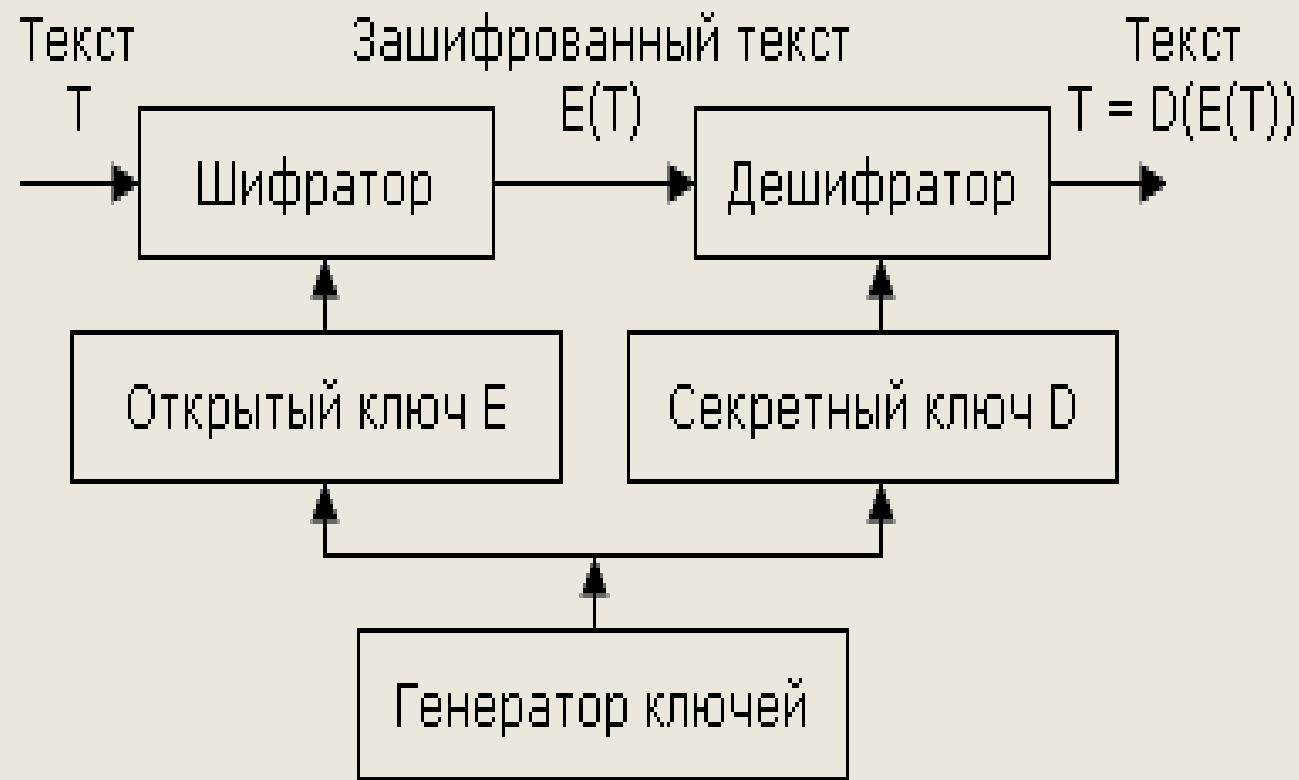 Текст
Зашифрованный текст
Текст
T
E(T)
T = D(E(T))
Шифратор
Дешифратор
Открытый ключ E
Секретный ключ D
Генератор ключей